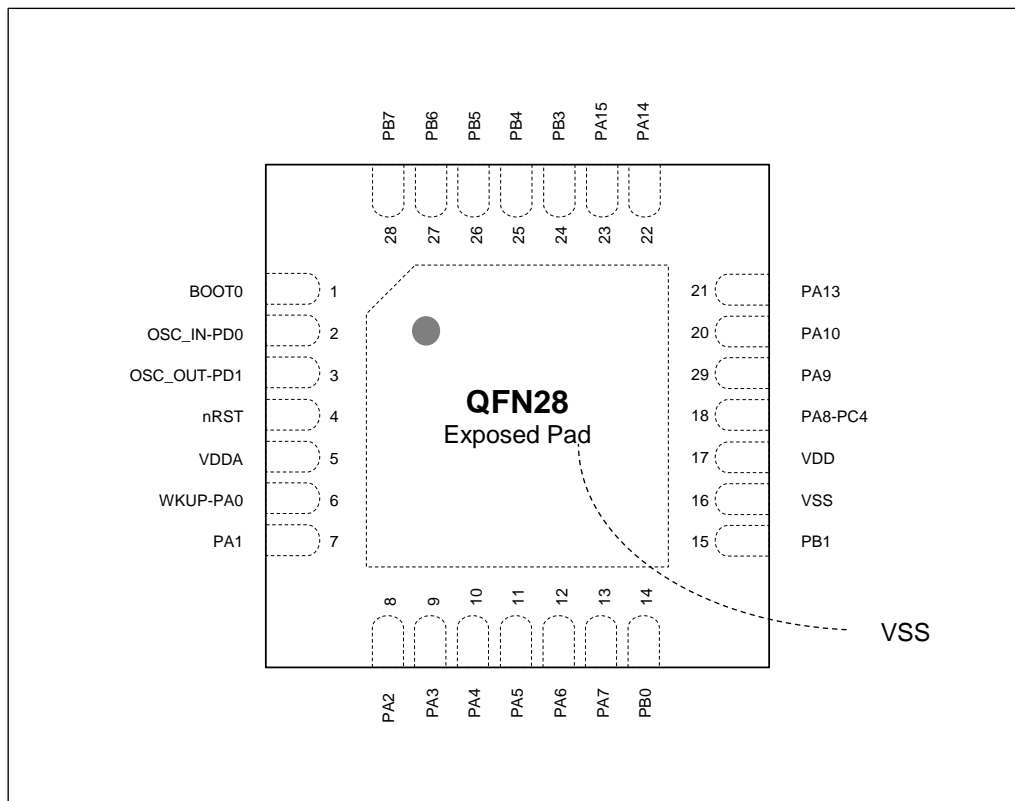 PB7 PB6 PB5 PB4 PB3 PA15 PA14
28 27 26 25 24 23 22
BOOT0 1
OSC_IN-PD0 2
OSC_OUT-PD1 3
nRST 4
VDDA 5
WKUP-PA0 6
PA1 7
QFN28
Exposed Pad
21 PA13
20 PA10
29 PA9
18 PA8-PC4
17 VDD
16 VSS
15 PB1
8 9 10 11 12 13 14
PA2 PA3 PA4 PA5 PA6 PA7 PB0
VSS